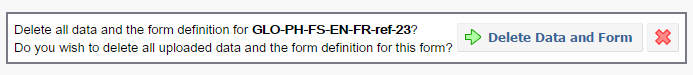 Delete all data and the form definition for GLO-PH-FS-EN-FR-ref-23?
Do you wish to delete all uploaded data and the form definition for this form?
Delete Data and Form